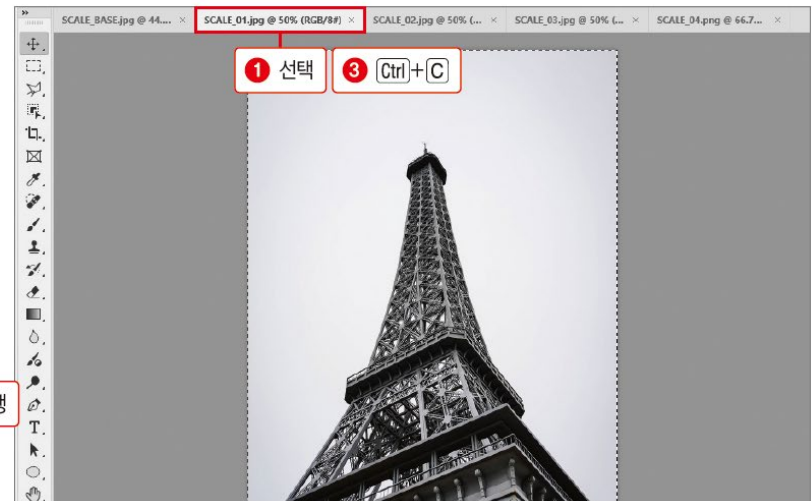 SCALE_BASE.jpg @ 44.... × SCALE_01.jpg @ 50% (RGB/8#) × SCALE_02.jpg @ 50% (... × SCALE_03.jpg @ 50% (... × SCALE_04.png @ 66.7... ×
1 선택 3 Ctrl+C
행
T